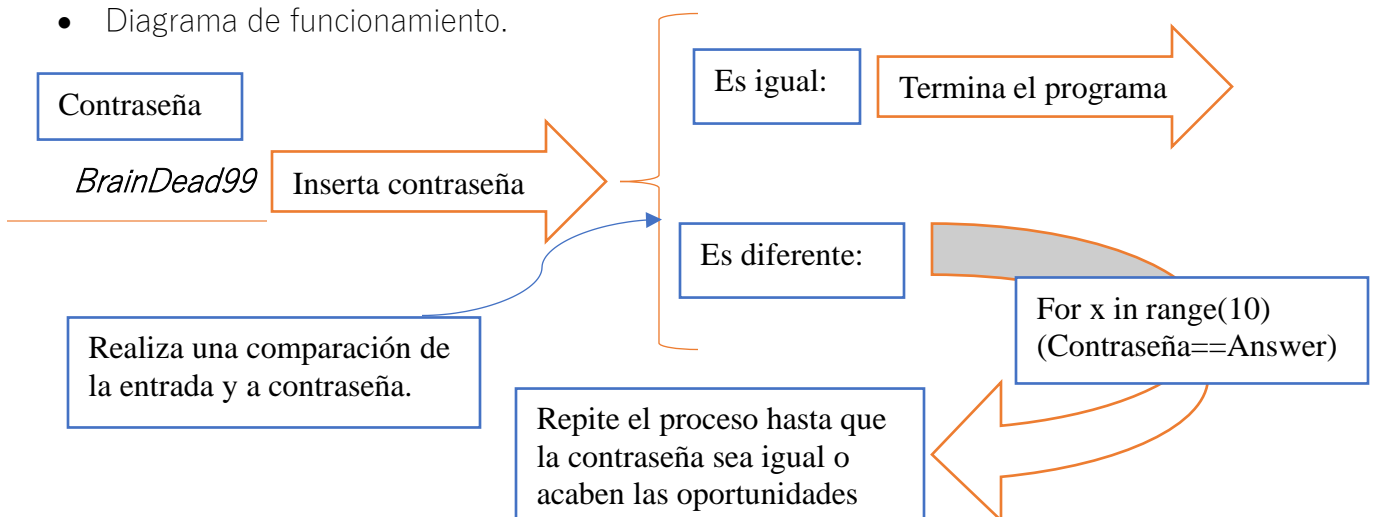 • Diagrama de funcionamiento.
Contraseña
BrainDead99
Inserta contraseña
Es igual:
Termina el programa
Es diferente:
For x in range(10)
(Contraseña==Answer)
Realiza una comparación de
la entrada y a contraseña.
Repite el proceso hasta que
la contraseña sea igual o
acaben las oportunidades